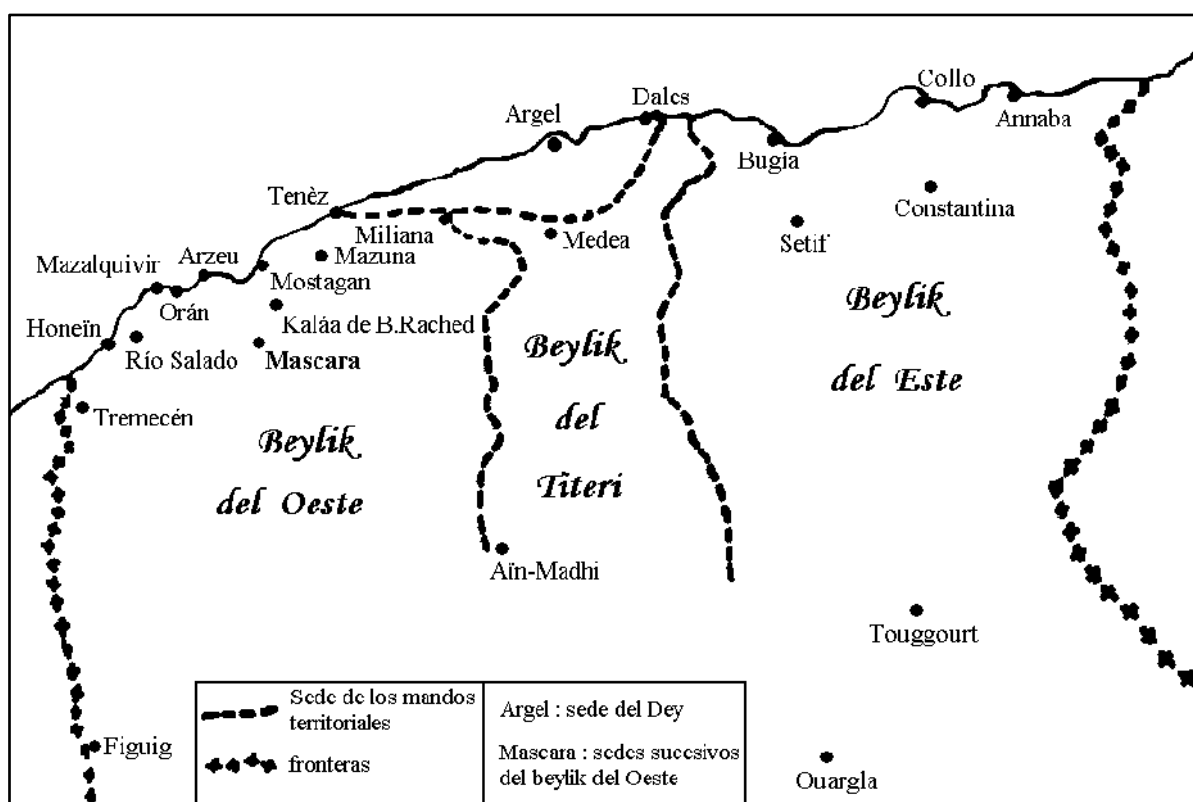 Collo
Dalcs
Annaba
Argel
Bugía
Tenèz
Constantina
Miliana
Medea
Setif
Mazuna
Arzeu
Mazalquivir
Mostagan
Orán
Kaláa de B.Rached
Honeïn
Río Salado
Mascara
Tremecén
Beylik
del Oeste
Beylik
del
Titeri
Beylik
del Este
Aïn-Madhi
Touggourt
Figuig
Ouargla
Sede de los mandos
territoriales
fronteras
Argel : sede del Dey
Mascara : sedes sucesivos
del beylik del Oeste